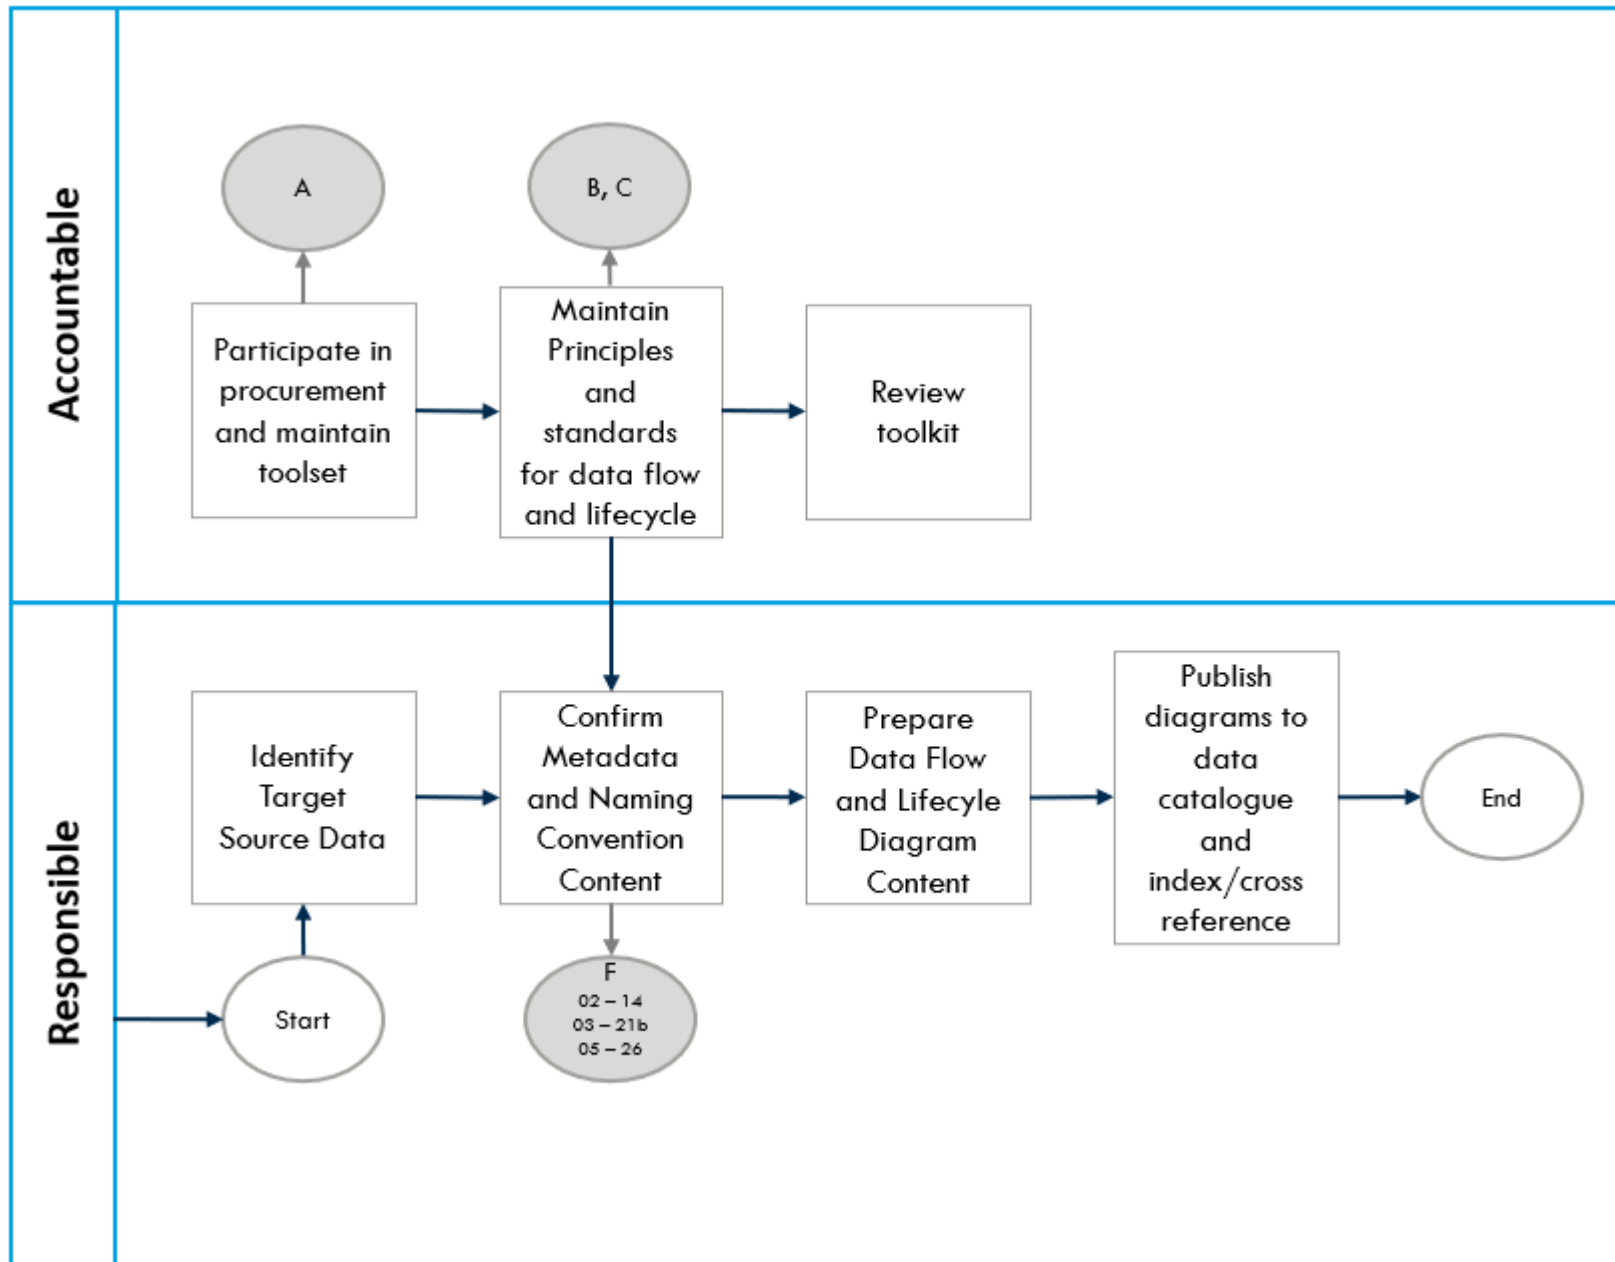 Accountable
A
B, C
Participate in
procurement
and maintain
toolset
Maintain
Principles
and
standards
for data flow
and lifecycle
Review
toolkit
Responsible
Identify
Target
Source Data
Confirm
Metadata
and Naming
Convention
Content
Prepare
Data Flow
and Lifecyle
Diagram
Content
Publish
diagrams to
data
catalogue
and
index/cross
reference
End
Start
F
02 – 14
03 – 21b
05 – 26